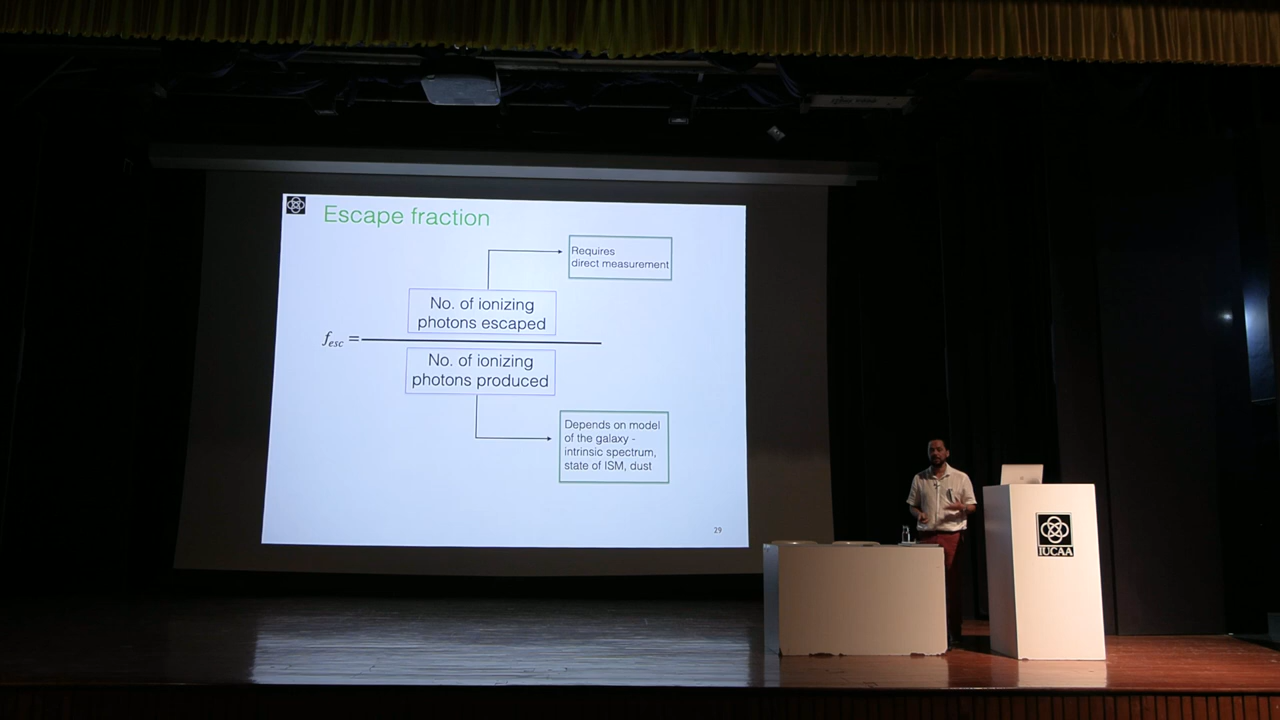 Escape fraction
Requires
direct measurement
No. of ionizing
photons escaped
fesc =
No. of ionizing
photons produced
Depends on model
of the galaxy -
intrinsic spectrum,
state of ISM, dust
29
IUCAA